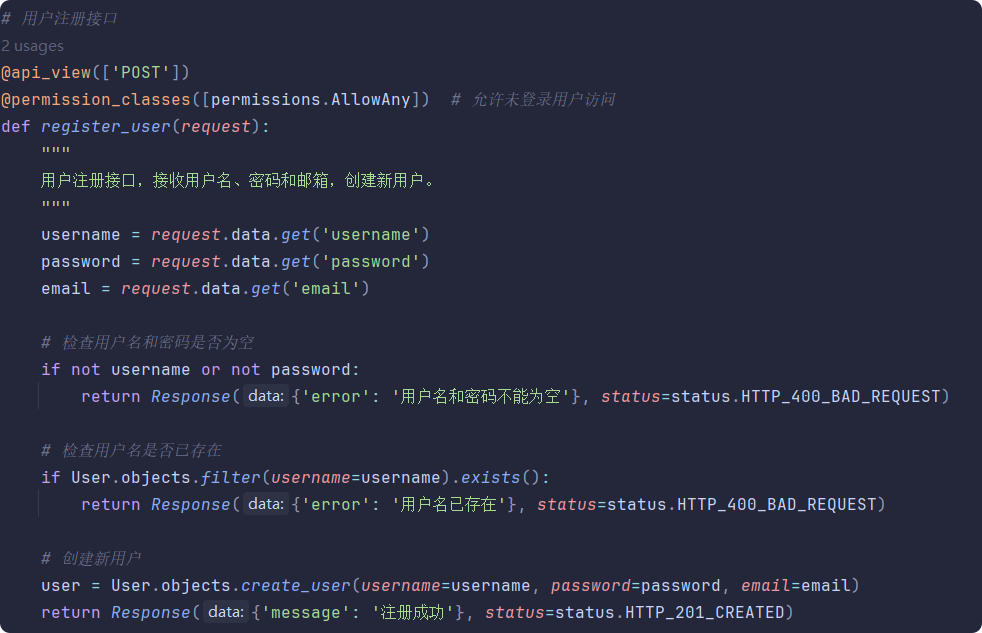 # 用户注册接口
2 usages
@api_view(['POST'])
@permission_classes([permissions.AllowAny])  # 允许未登录用户访问
def register_user(request):
    """
    用户注册接口，接收用户名、密码和邮箱，创建新用户。
    """
    username = request.data.get('username')
    password = request.data.get('password')
    email = request.data.get('email')

    # 检查用户名和密码是否为空
    if not username or not password:
        return Response( data: {'error': '用户名和密码不能为空'}, status=status.HTTP_400_BAD_REQUEST)

    # 检查用户名是否已存在
    if User.objects.filter(username=username).exists():
        return Response( data: {'error': '用户名已存在'}, status=status.HTTP_400_BAD_REQUEST)

    # 创建新用户
    user = User.objects.create_user(username=username, password=password, email=email)
    return Response( data: {'message': '注册成功'}, status=status.HTTP_201_CREATED)